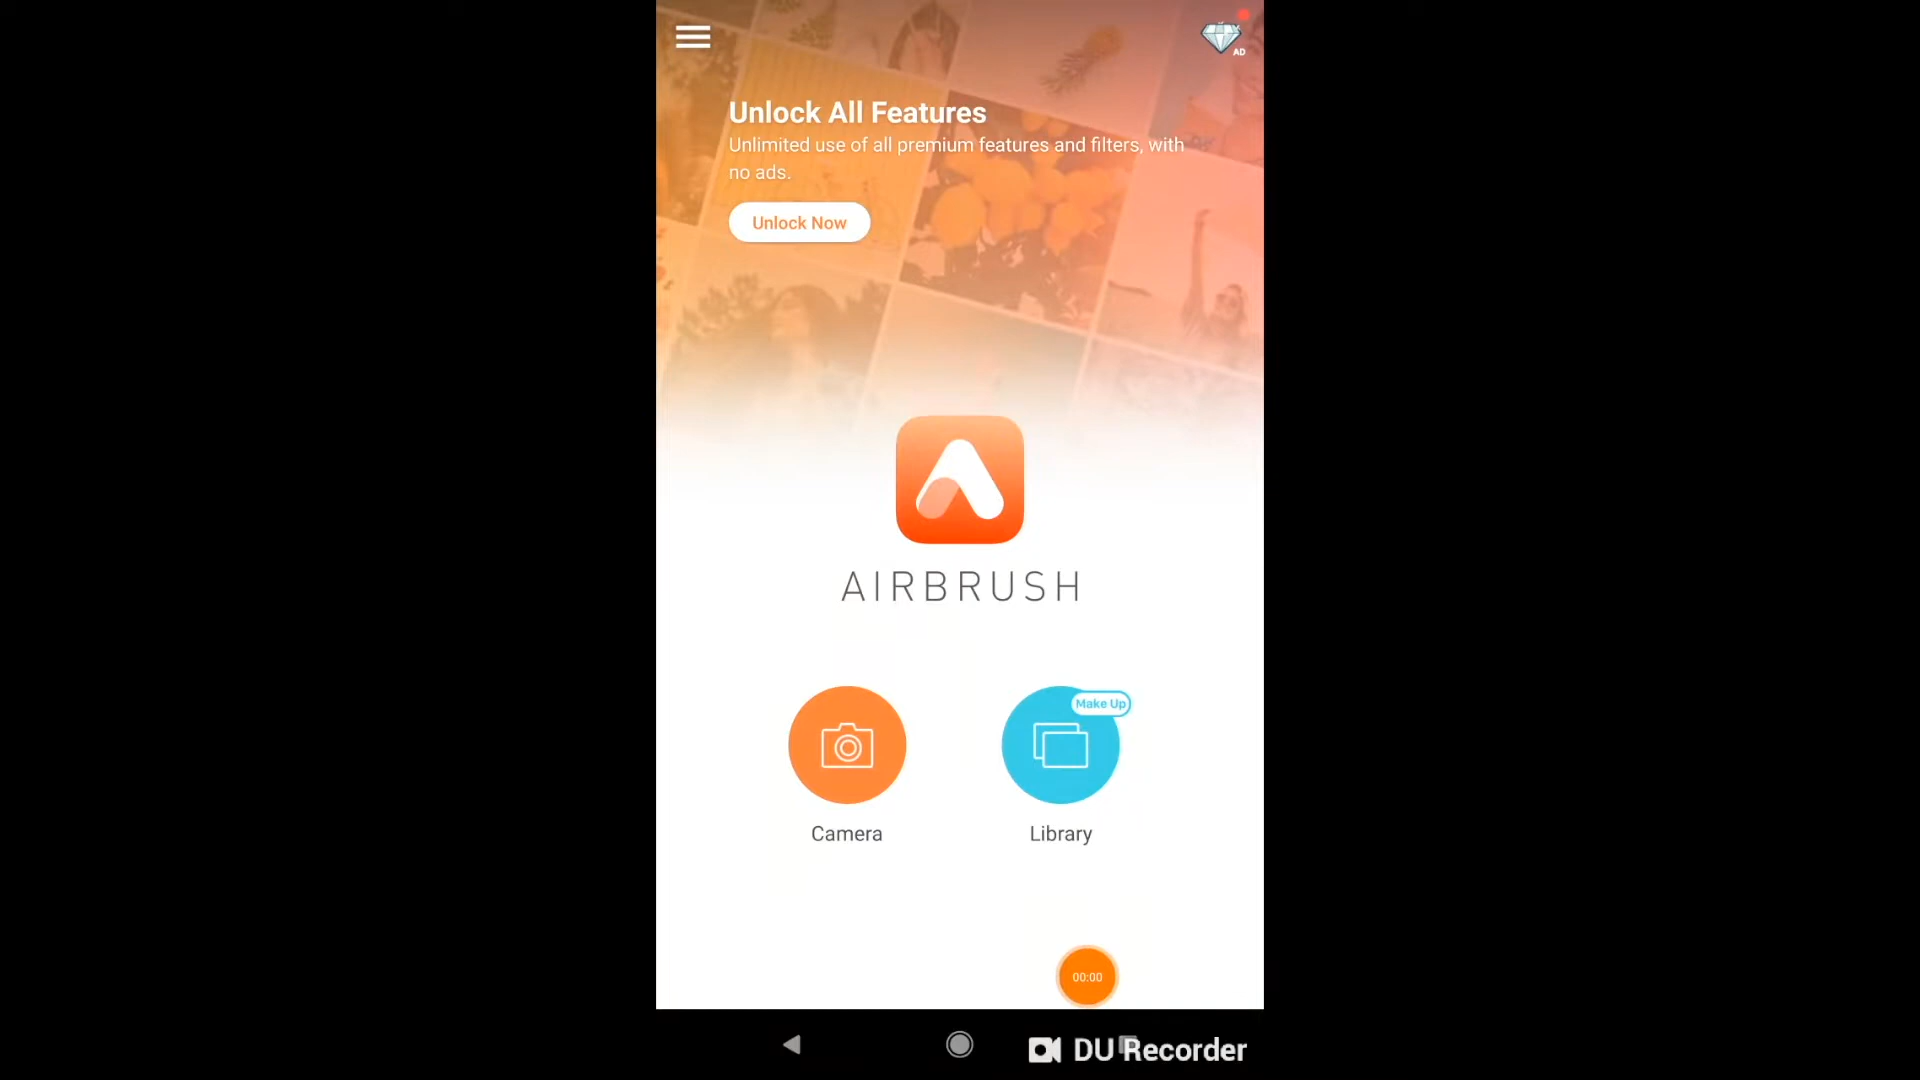 AD
Unlock All Features
Unlimited use of all premium features and filters, with
no ads.
Unlock Now
AIRBRUSH
Make Up
Camera
Library
00:00
DU Recorder